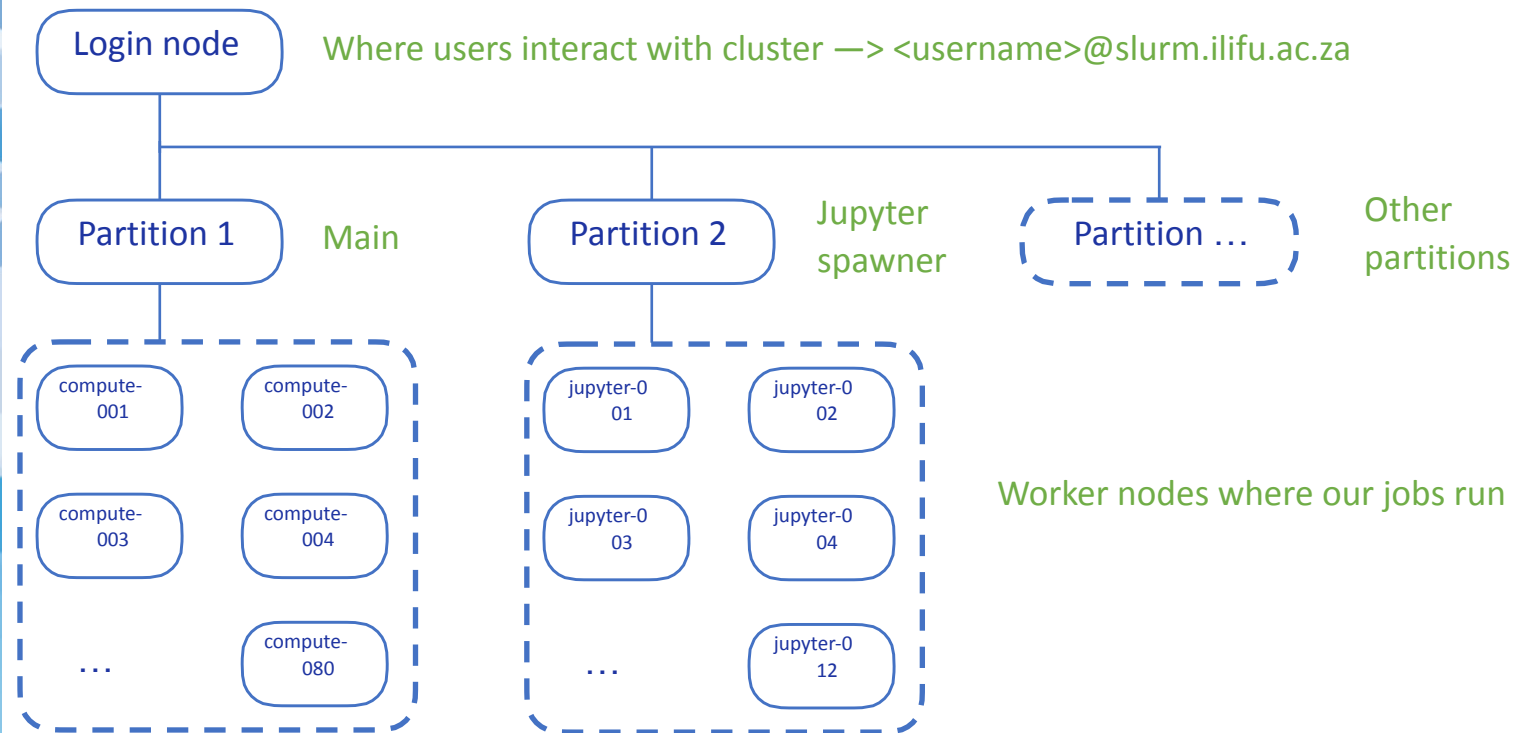 Login node
Where users interact with cluster —> <username>@slurm.ilifu.ac.za
Partition 1
Main
Partition 2
Jupyter
spawner
Partition …
Other
partitions
compute-
001
compute-
002
jupyter-0
01
jupyter-0
02
compute-
003
compute-
004
jupyter-0
03
jupyter-0
04
Worker nodes where our jobs run
…
compute-
080
…
jupyter-0
12